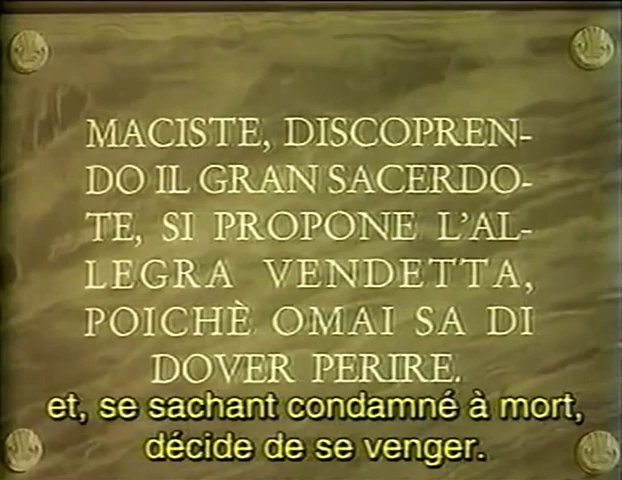 MACISTE, DISCOPREN-
DO IL GRAN SACERDO-
TE, SI PROPONE L'AL-
LEGRA VENDETTA,
POICHÈ OMAI SA DI
DOVER PERIRE.
et, se sachant condamné à mort,
décide de se venger.